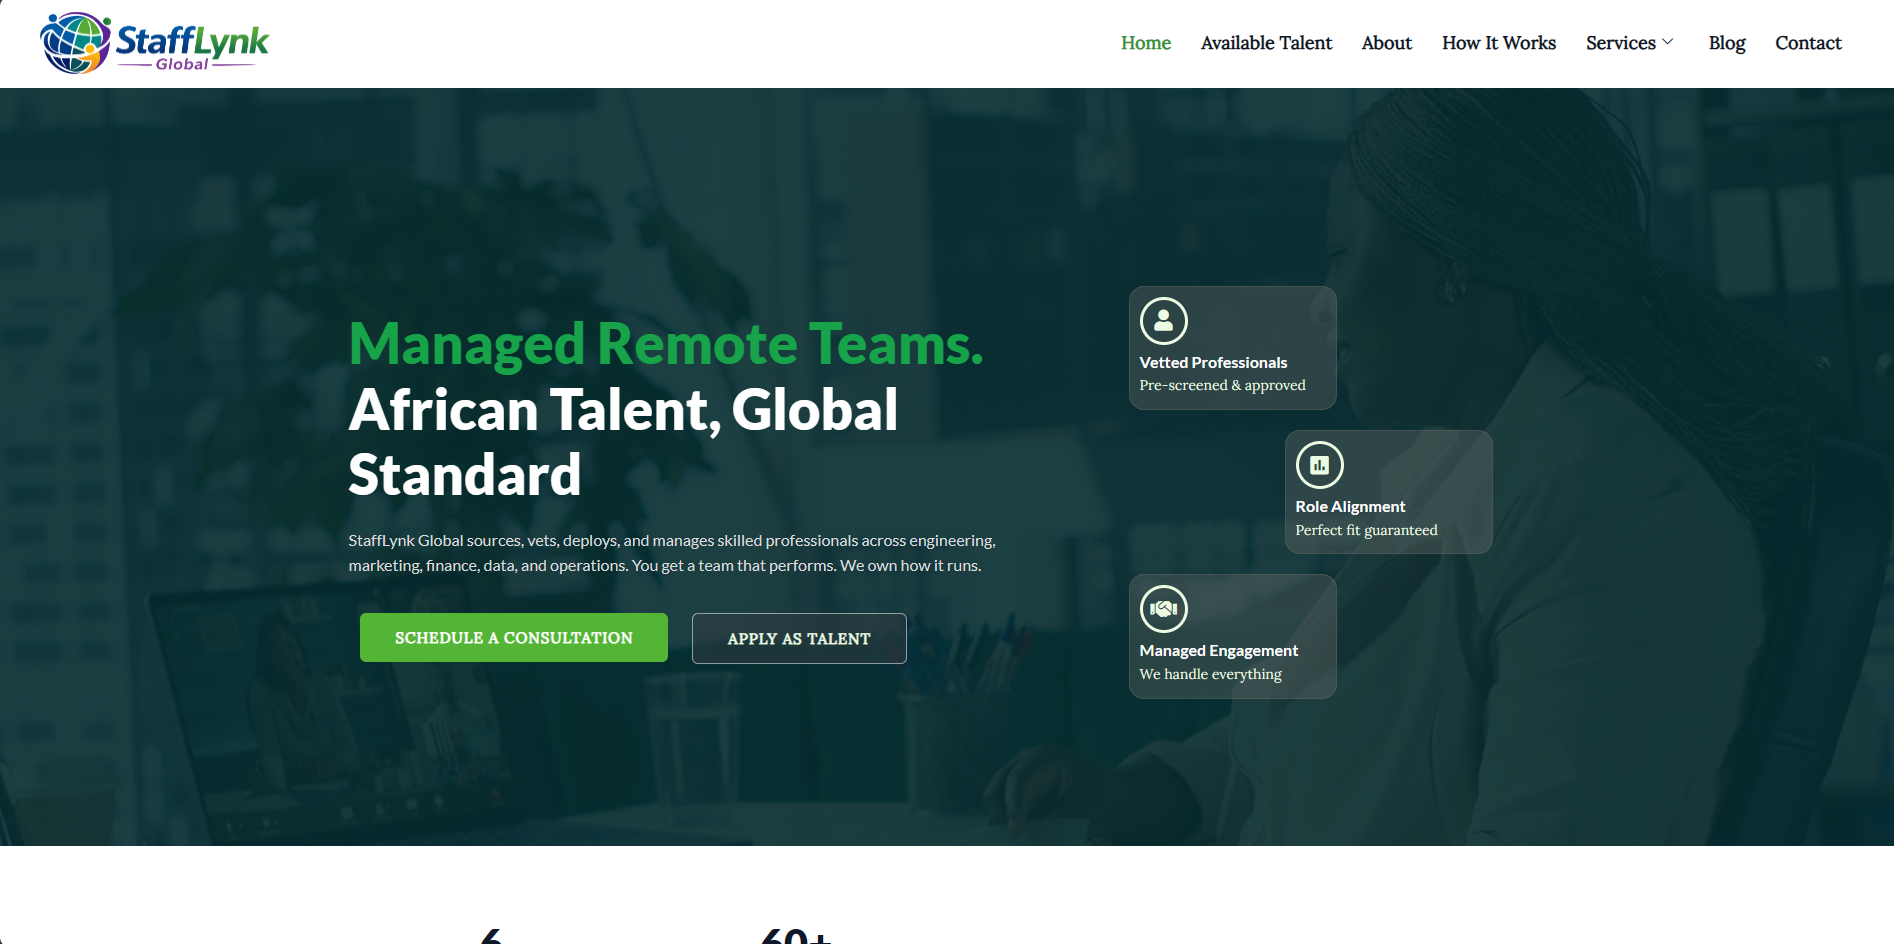 StaffLynk
Global
Home
Available Talent
About
How It Works
Services
Blog
Contact
Managed Remote Teams.
African Talent, Global
Standard
StaffLynk Global sources, vets, deploys, and manages skilled professionals across engineering,
marketing, finance, data, and operations. You get a team that performs. We own how it runs.
SCHEDULE A CONSULTATION
APPLY AS TALENT
Vetted Professionals
Pre-screened & approved
Role Alignment
Perfect fit guaranteed
Managed Engagement
We handle everything
6
60+